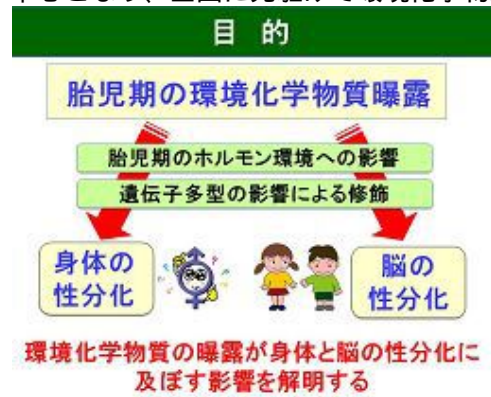 目 的
胎児期の環境化学物質曝露
胎児期のホルモン環境への影響
遺伝子多型の影響による修飾
身体の
性分化
脳の
性分化
環境化学物質の曝露が身体と脳の性分化に
及ぼす影響を解明する